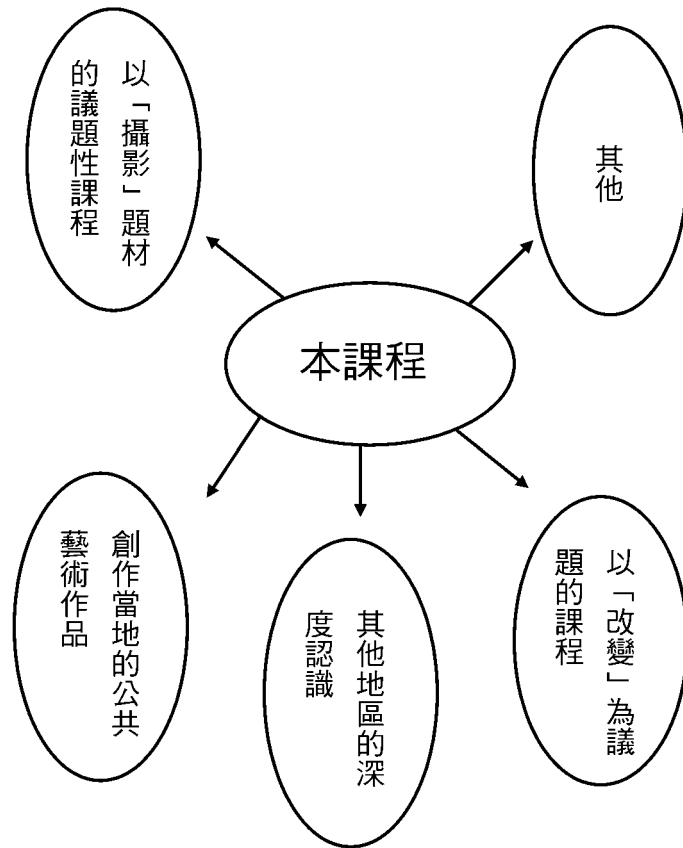 以「攝影」題材
的議題性課程
其他
本課程
創作當地的公共
藝術作品
其他地區的深
度認識
以「改變」為議
題的課程